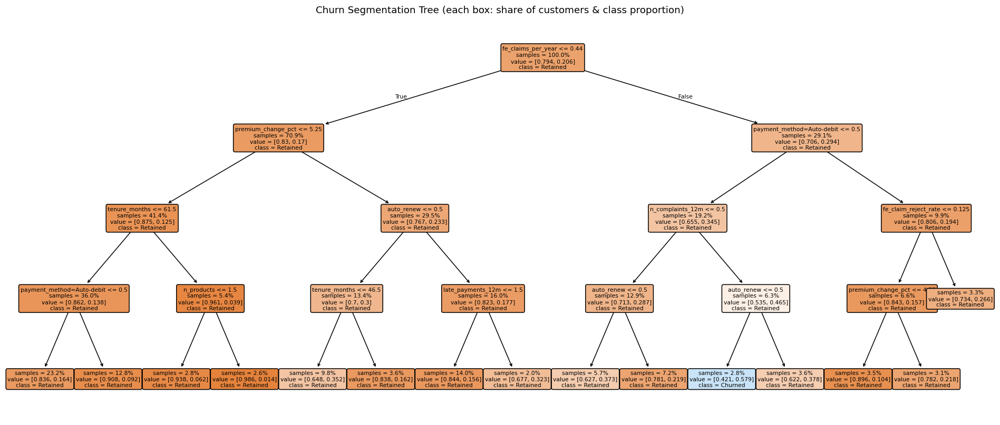 Churn Segmentation Tree (each box: share of customers & class proportion)
fe_claims_per_year <= 0.44
samples = 100.0%
value = [0.794, 0.206]
class = Retained
True
False
premium_change_pct <= 5.25
samples = 70.9%
value = [0.83, 0.17]
class = Retained
payment_method=Auto-debit <= 0.5
samples = 29.1%
value = [0.706, 0.294]
class = Retained
tenure_months <= 61.5
samples = 41.4%
value = [0.875, 0.125]
class = Retained
auto_renew <= 0.5
samples = 29.5%
value = [0.767, 0.233]
class = Retained
n_complaints_12m <= 0.5
samples = 19.2%
value = [0.655, 0.345]
class = Retained
fe_claim_reject_rate <= 0.125
samples = 9.9%
value = [0.806, 0.194]
class = Retained
payment_method=Auto-debit <= 0.5
samples = 36.0%
value = [0.862, 0.138]
class = Retained
n_products <= 1.5
samples = 5.4%
value = [0.961, 0.039]
class = Retained
tenure_months <= 46.5
samples = 13.4%
value = [0.7, 0.3]
class = Retained
late_payments_12m <= 1.5
samples = 16.0%
value = [0.823, 0.177]
class = Retained
auto_renew <= 0.5
samples = 12.9%
value = [0.713, 0.287]
class = Retained
auto_renew <= 0.5
samples = 6.3%
value = [0.535, 0.465]
class = Retained
premium_change_pct <=
samples = 6.6%
value = [0.843, 0.157]
class = Retained
samples = 3.3%
value = [0.734, 0.266]
class = Retained
samples = 23.2%
value = [0.836, 0.164]
class = Retained
samples = 12.8%
value = [0.908, 0.092]
class = Retained
samples = 2.8%
value = [0.938, 0.062]
class = Retained
samples = 2.6%
value = [0.986, 0.014]
class = Retained
samples = 9.8%
value = [0.648, 0.352]
class = Retained
samples = 3.6%
value = [0.838, 0.162]
class = Retained
samples = 14.0%
value = [0.844, 0.156]
class = Retained
samples = 2.0%
value = [0.677, 0.323]
class = Retained
samples = 5.7%
value = [0.627, 0.373]
class = Retained
samples = 7.2%
value = [0.781, 0.219]
class = Retained
samples = 2.8%
value = [0.421, 0.579]
class = Churned
samples = 3.6%
value = [0.622, 0.378]
class = Retained
samples = 3.5%
value = [0.896, 0.104]
class = Retained
samples = 3.1%
value = [0.782, 0.218]
class = Retained